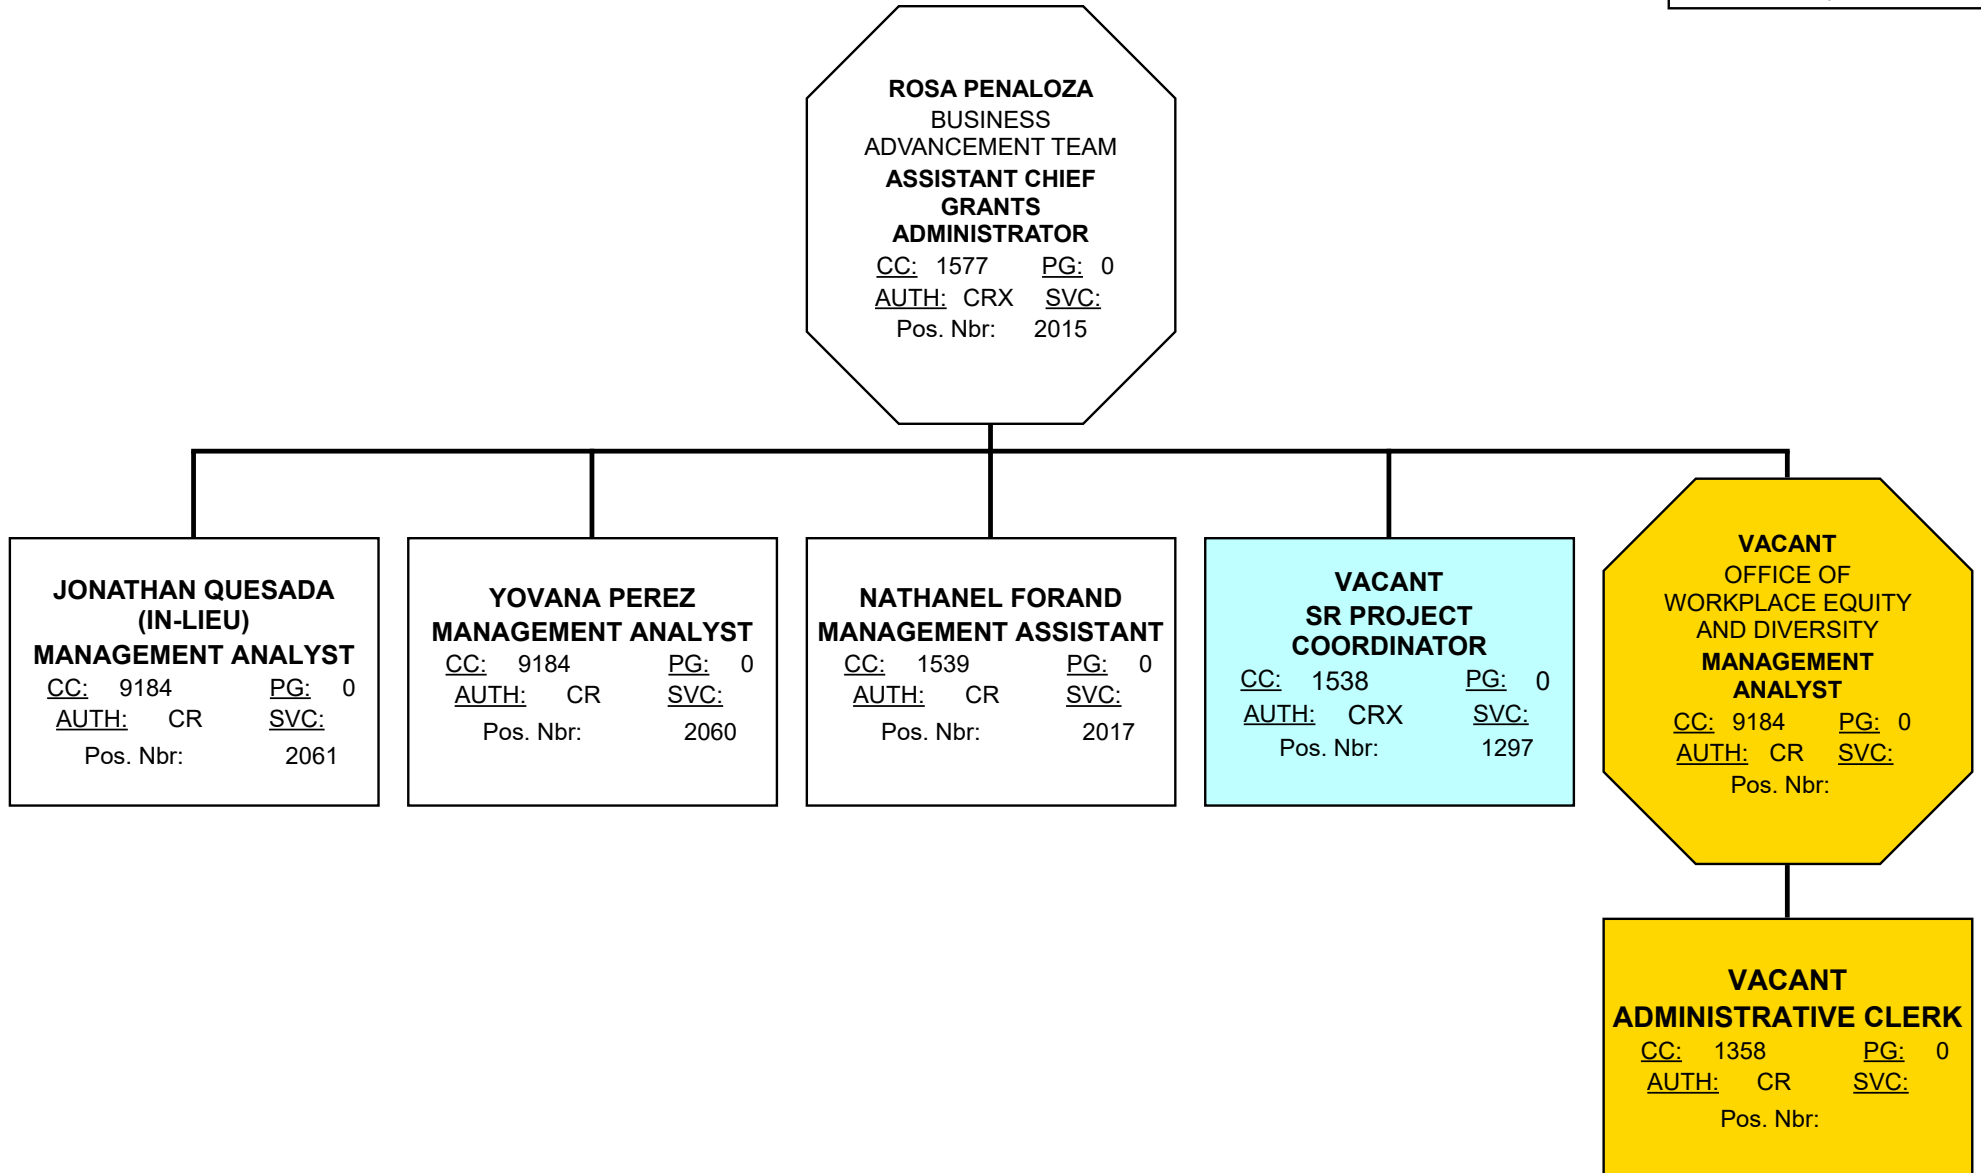 ROSA PENALOZA
BUSINESS
ADVANCEMENT TEAM
ASSISTANT CHIEF
GRANTS
ADMINISTRATOR
CC: 1577 PG: 0
AUTH: CRX SVC:
Pos. Nbr: 2015
JONATHAN QUESADA
(IN-LIEU)
MANAGEMENT ANALYST
CC: 9184 PG: 0
AUTH: CR SVC:
Pos. Nbr: 2061
YOVANA PEREZ
MANAGEMENT ANALYST
CC: 9184 PG: 0
AUTH: CR SVC:
Pos. Nbr: 2060
NATHANEL FORAND
MANAGEMENT ASSISTANT
CC: 1539 PG: 0
AUTH: CR SVC:
Pos. Nbr: 2017
VACANT
SR PROJECT
COORDINATOR
CC: 1538 PG: 0
AUTH: CRX SVC:
Pos. Nbr: 1297
VACANT
OFFICE OF
WORKPLACE EQUITY
AND DIVERSITY
MANAGEMENT
ANALYST
CC: 9184 PG: 0
AUTH: CR SVC:
Pos. Nbr:
VACANT
ADMINISTRATIVE CLERK
CC: 1358 PG: 0
AUTH: CR SVC:
Pos. Nbr: